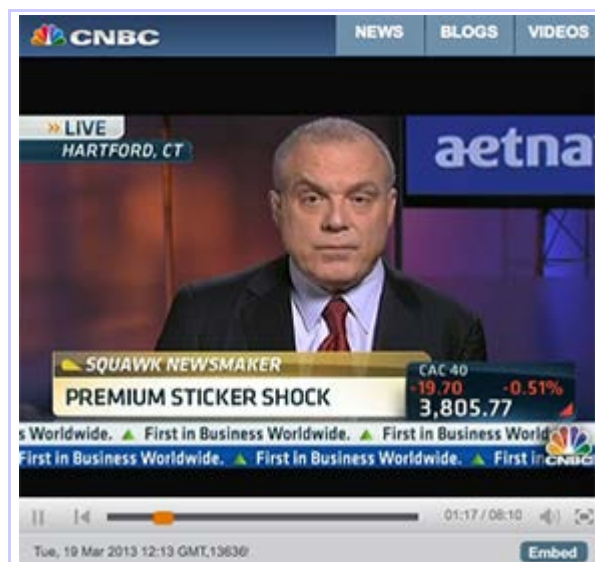 CNBC NEWS BLOGS VIDEOS
LIVE
HARTFORD, CT
aetna
SQUAWK NEWSMAKER
PREMIUM STICKER SHOCK
CAC 40
-19.70 -0.51%
3,805.77
s Worldwide. ▲ First in Business Worldwide. ▲ First in Business World
First in Business Worldwide. ▲ First in Business Worldwide. ▲ First in
CNBC
01:17 / 08:10
Tue, 19 Mar 2013 12:13 GMT,13636
Embed